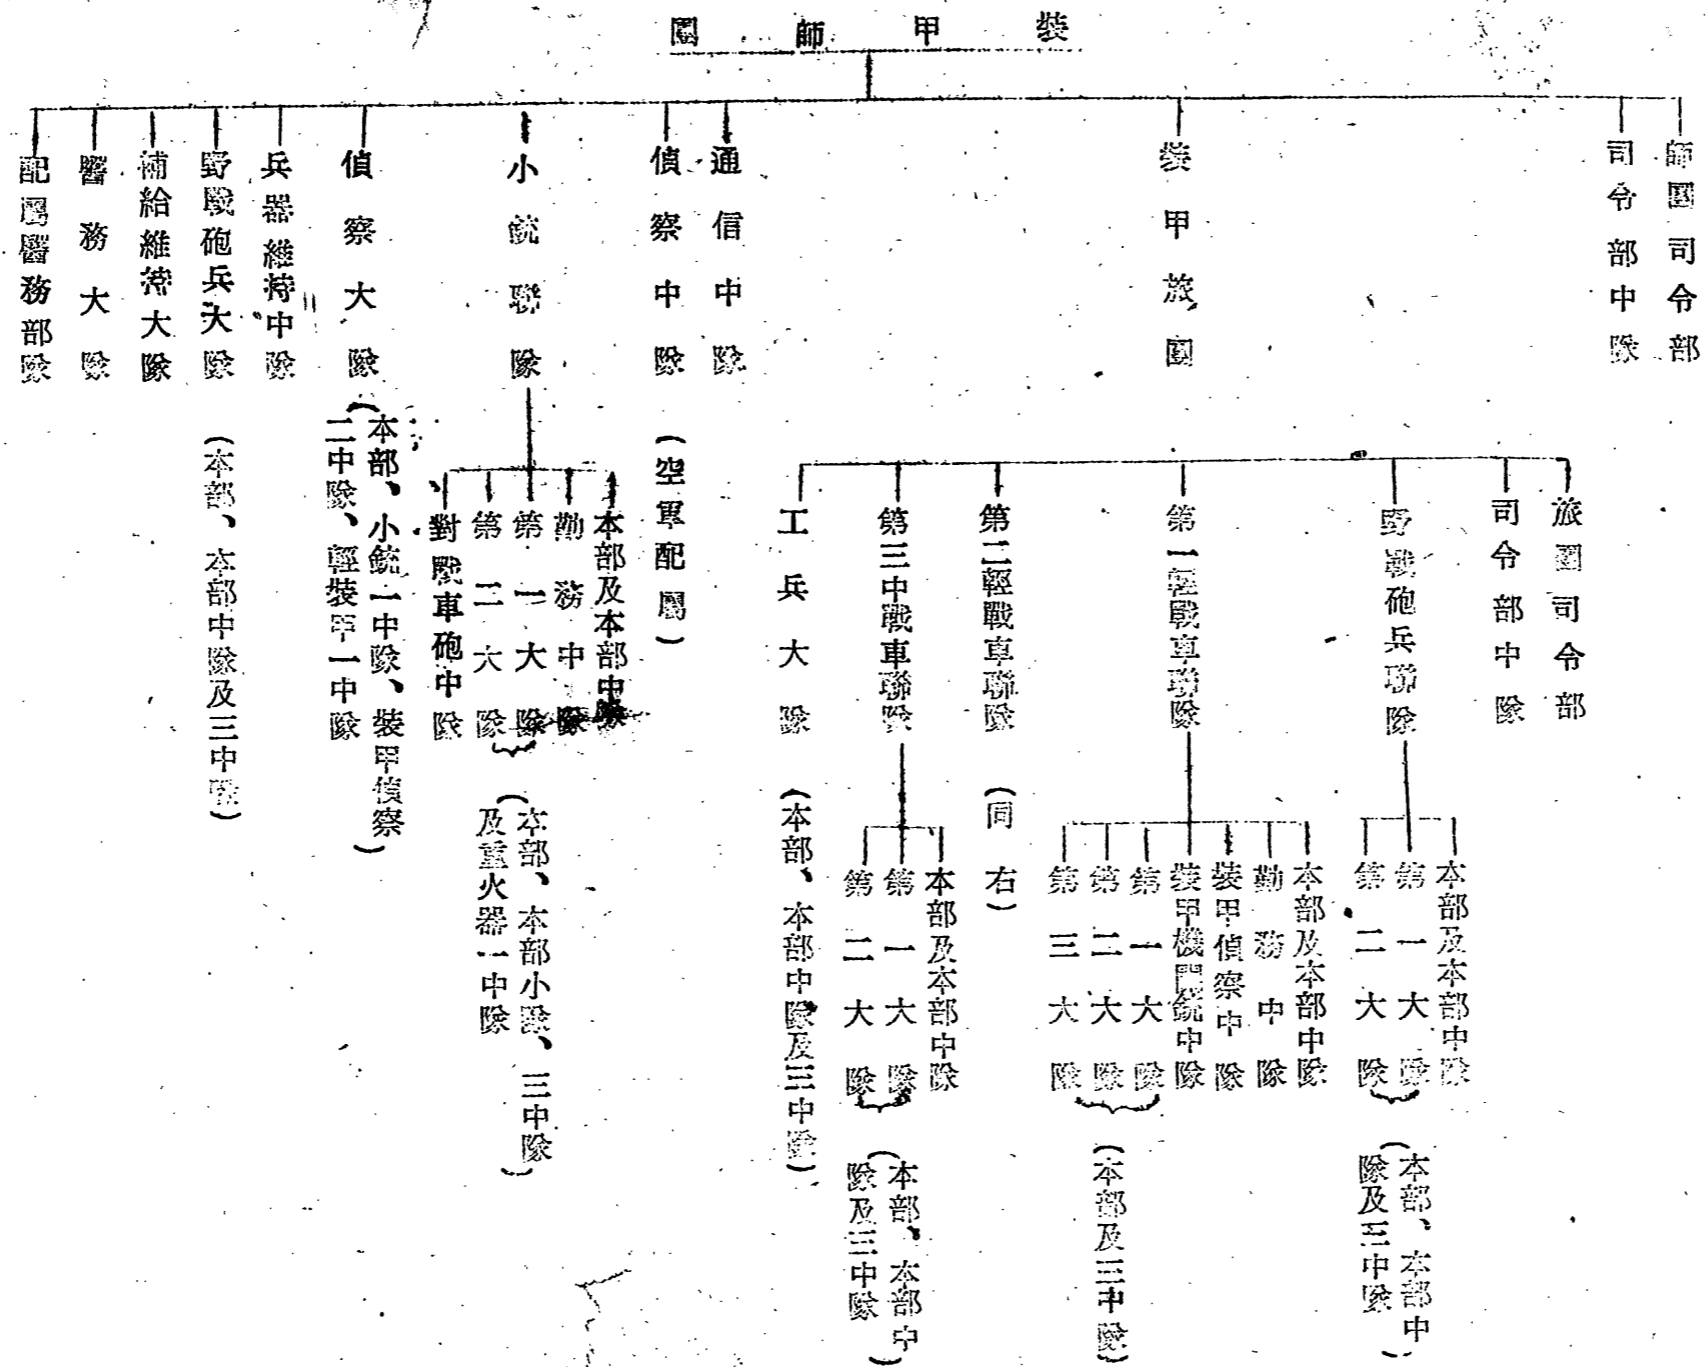 裝甲師團
師團司令部
司令部中隊
裝甲旅團
旅團司令部
司令部中隊
野戰砲兵聯隊
本部及本部中隊
第一大隊
第二大隊
(本部、本部中
隊及三中隊)
第一輕戰車聯隊
本部及本部中隊
勤務中隊
裝甲偵察中隊
裝甲機關銃中隊
第一大隊
第二大隊
第三大隊
(本部及三中隊)
第二輕戰車聯隊
(同右)
第三中戰車聯隊
本部及本部中隊
第一大隊
第二大隊
(本部、本部中
隊及三中隊)
工兵大隊
(本部、本部中隊及三中隊)
通信中隊
偵察中隊
(空軍配屬)
小銃聯隊
本部及本部中隊
勤務中隊
第一大隊
第二大隊
(本部、本部小隊、三中隊
及重火器一中隊)
對戰車砲中隊
偵察大隊
(本部、小銃一中隊、裝甲偵察
二中隊、輕裝甲一中隊)
兵器維持中隊
野戰砲兵大隊
(本部、本部中隊及三中隊)
補給維持大隊
醫務大隊
配屬醫務部隊